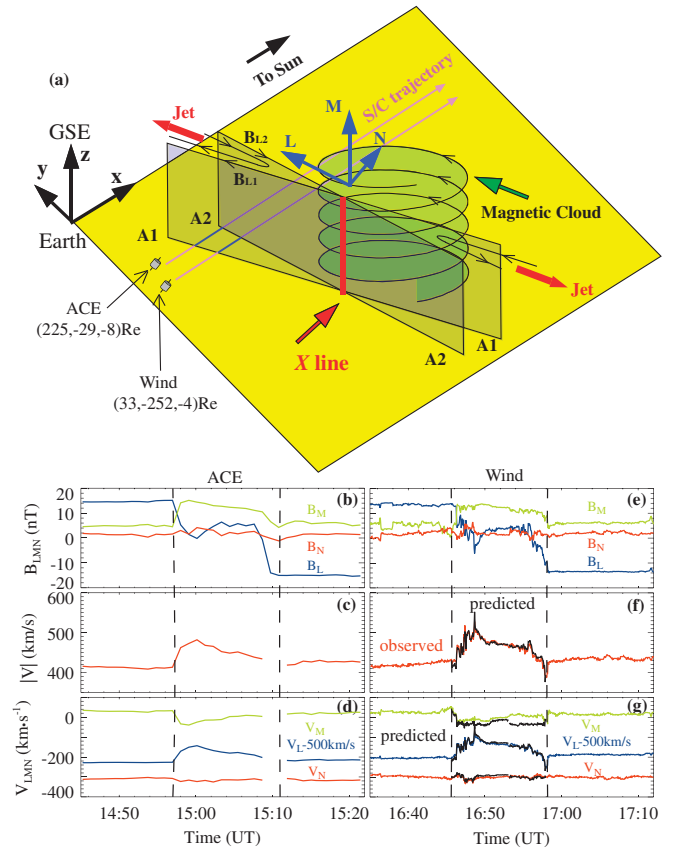 (a)
To Sun
S/C trajectory
Jet
GSE
z
y
x
Earth
M
L
N
B_L2
B_L1
A1
A2
Magnetic Cloud
ACE
(225,-29,-8)Re
Wind
(33,-252,-4)Re
X line
Jet
A2
A1
ACE
Wind
B_LMN (nT)
20
10
0
-10
-20
(b)
B_M
B_N
B_L
(e)
B_M
B_N
B_L
|V| (km/s)
600
500
400
(c)
predicted
observed
(f)
V_LMN (km•s⁻¹)
0
-200
-400
(d)
V_M
V_L-500km/s
V_N
(g)
predicted
V_M
V_L-500km/s
V_N
14:50 15:00 15:10 15:20
16:40 16:50 17:00 17:10
Time (UT)
Time (UT)